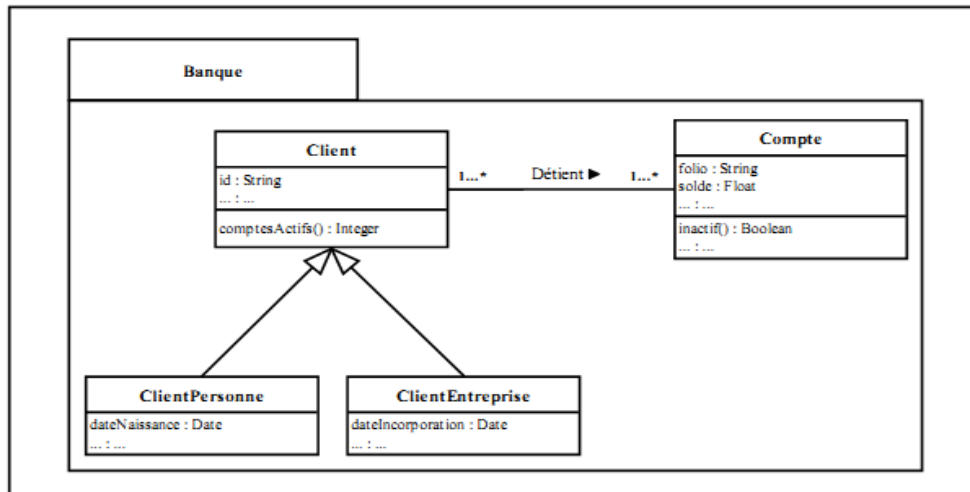 Banque
Client
id : String
... : ...
comptesActifs() : Integer
1...* Détient ► 1...*
Compte
folio : String
solde : Float
... : ...
inactif() : Boolean
... : ...
ClientPersonne
dateNaissance : Date
... : ...
ClientEntreprise
dateIncorporation : Date
... : ...